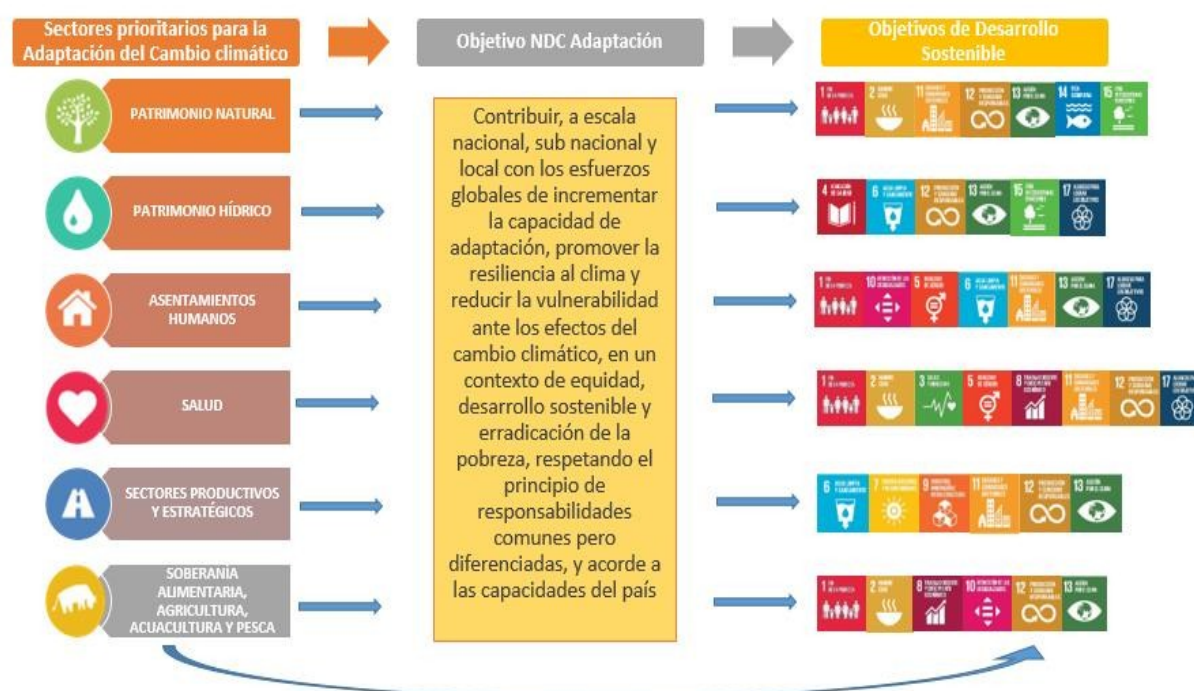 Sectores prioritarios para la
Adaptación del Cambio climático
Objetivo NDC Adaptación
Objetivos de Desarrollo
Sostenible
PATRIMONIO NATURAL
PATRIMONIO HÍDRICO
ASENTAMIENTOS
HUMANOS
SALUD
SECTORES PRODUCTIVOS
Y ESTRATÉGICOS
SOBERANÍA
ALIMENTARIA,
AGRICULTURA,
ACUACULTURA Y PESCA
Contribuir, a escala
nacional, sub nacional y
local con los esfuerzos
globales de incrementar
la capacidad de
adaptación, promover la
resiliencia al clima y
reducir la vulnerabilidad
ante los efectos del
cambio climático, en un
contexto de equidad,
desarrollo sostenible y
erradicación de la
pobreza, respetando el
principio de
responsabilidades
comunes pero
diferenciadas, y acorde a
las capacidades del país
1 2 11 12 13 14 15
4 6 12 13 15 17
1 10 5 6 11 13 17
1 2 3 5 8 11 12 17
6 7 9 11 12 13
1 2 8 10 12 13